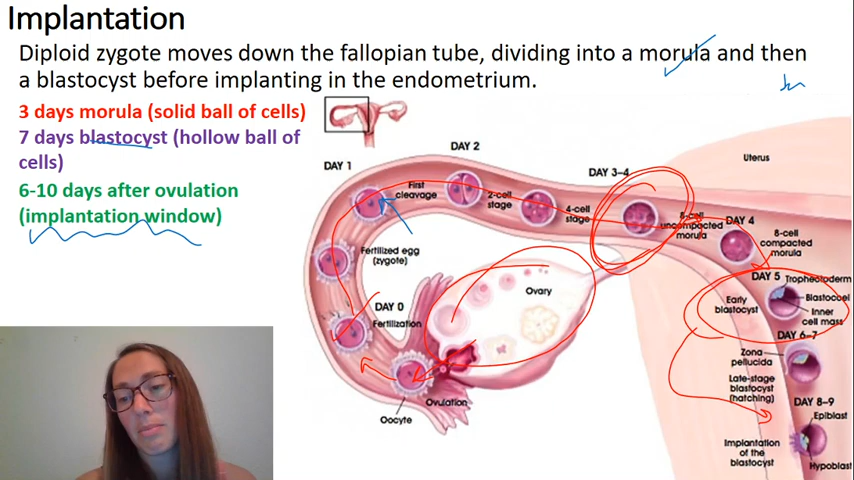 Implantation
Diploid zygote moves down the fallopian tube, dividing into a morula and then
a blastocyst before implanting in the endometrium.
3 days morula (solid ball of cells)
7 days blastocyst (hollow ball of
cells)
6-10 days after ovulation
(implantation window)
DAY 1
DAY 2
DAY 3–4
Uterus
First
cleavage
2-cell
stage
4-cell
stage
8-cell
uncompacted
morula
DAY 4
8-cell
compacted
morula
Fertilized egg
(zygote)
DAY 0
Fertilization
Ovary
DAY 5
Trophectoderm
Early
blastocyst
Blastocoel
Inner
cell mass
DAY 6–7
Zona
pellucida
Late-stage
blastocyst
(hatching)
DAY 8–9
Epiblast
Ovulation
Oocyte
Implantation
of the
blastocyst
Hypoblast